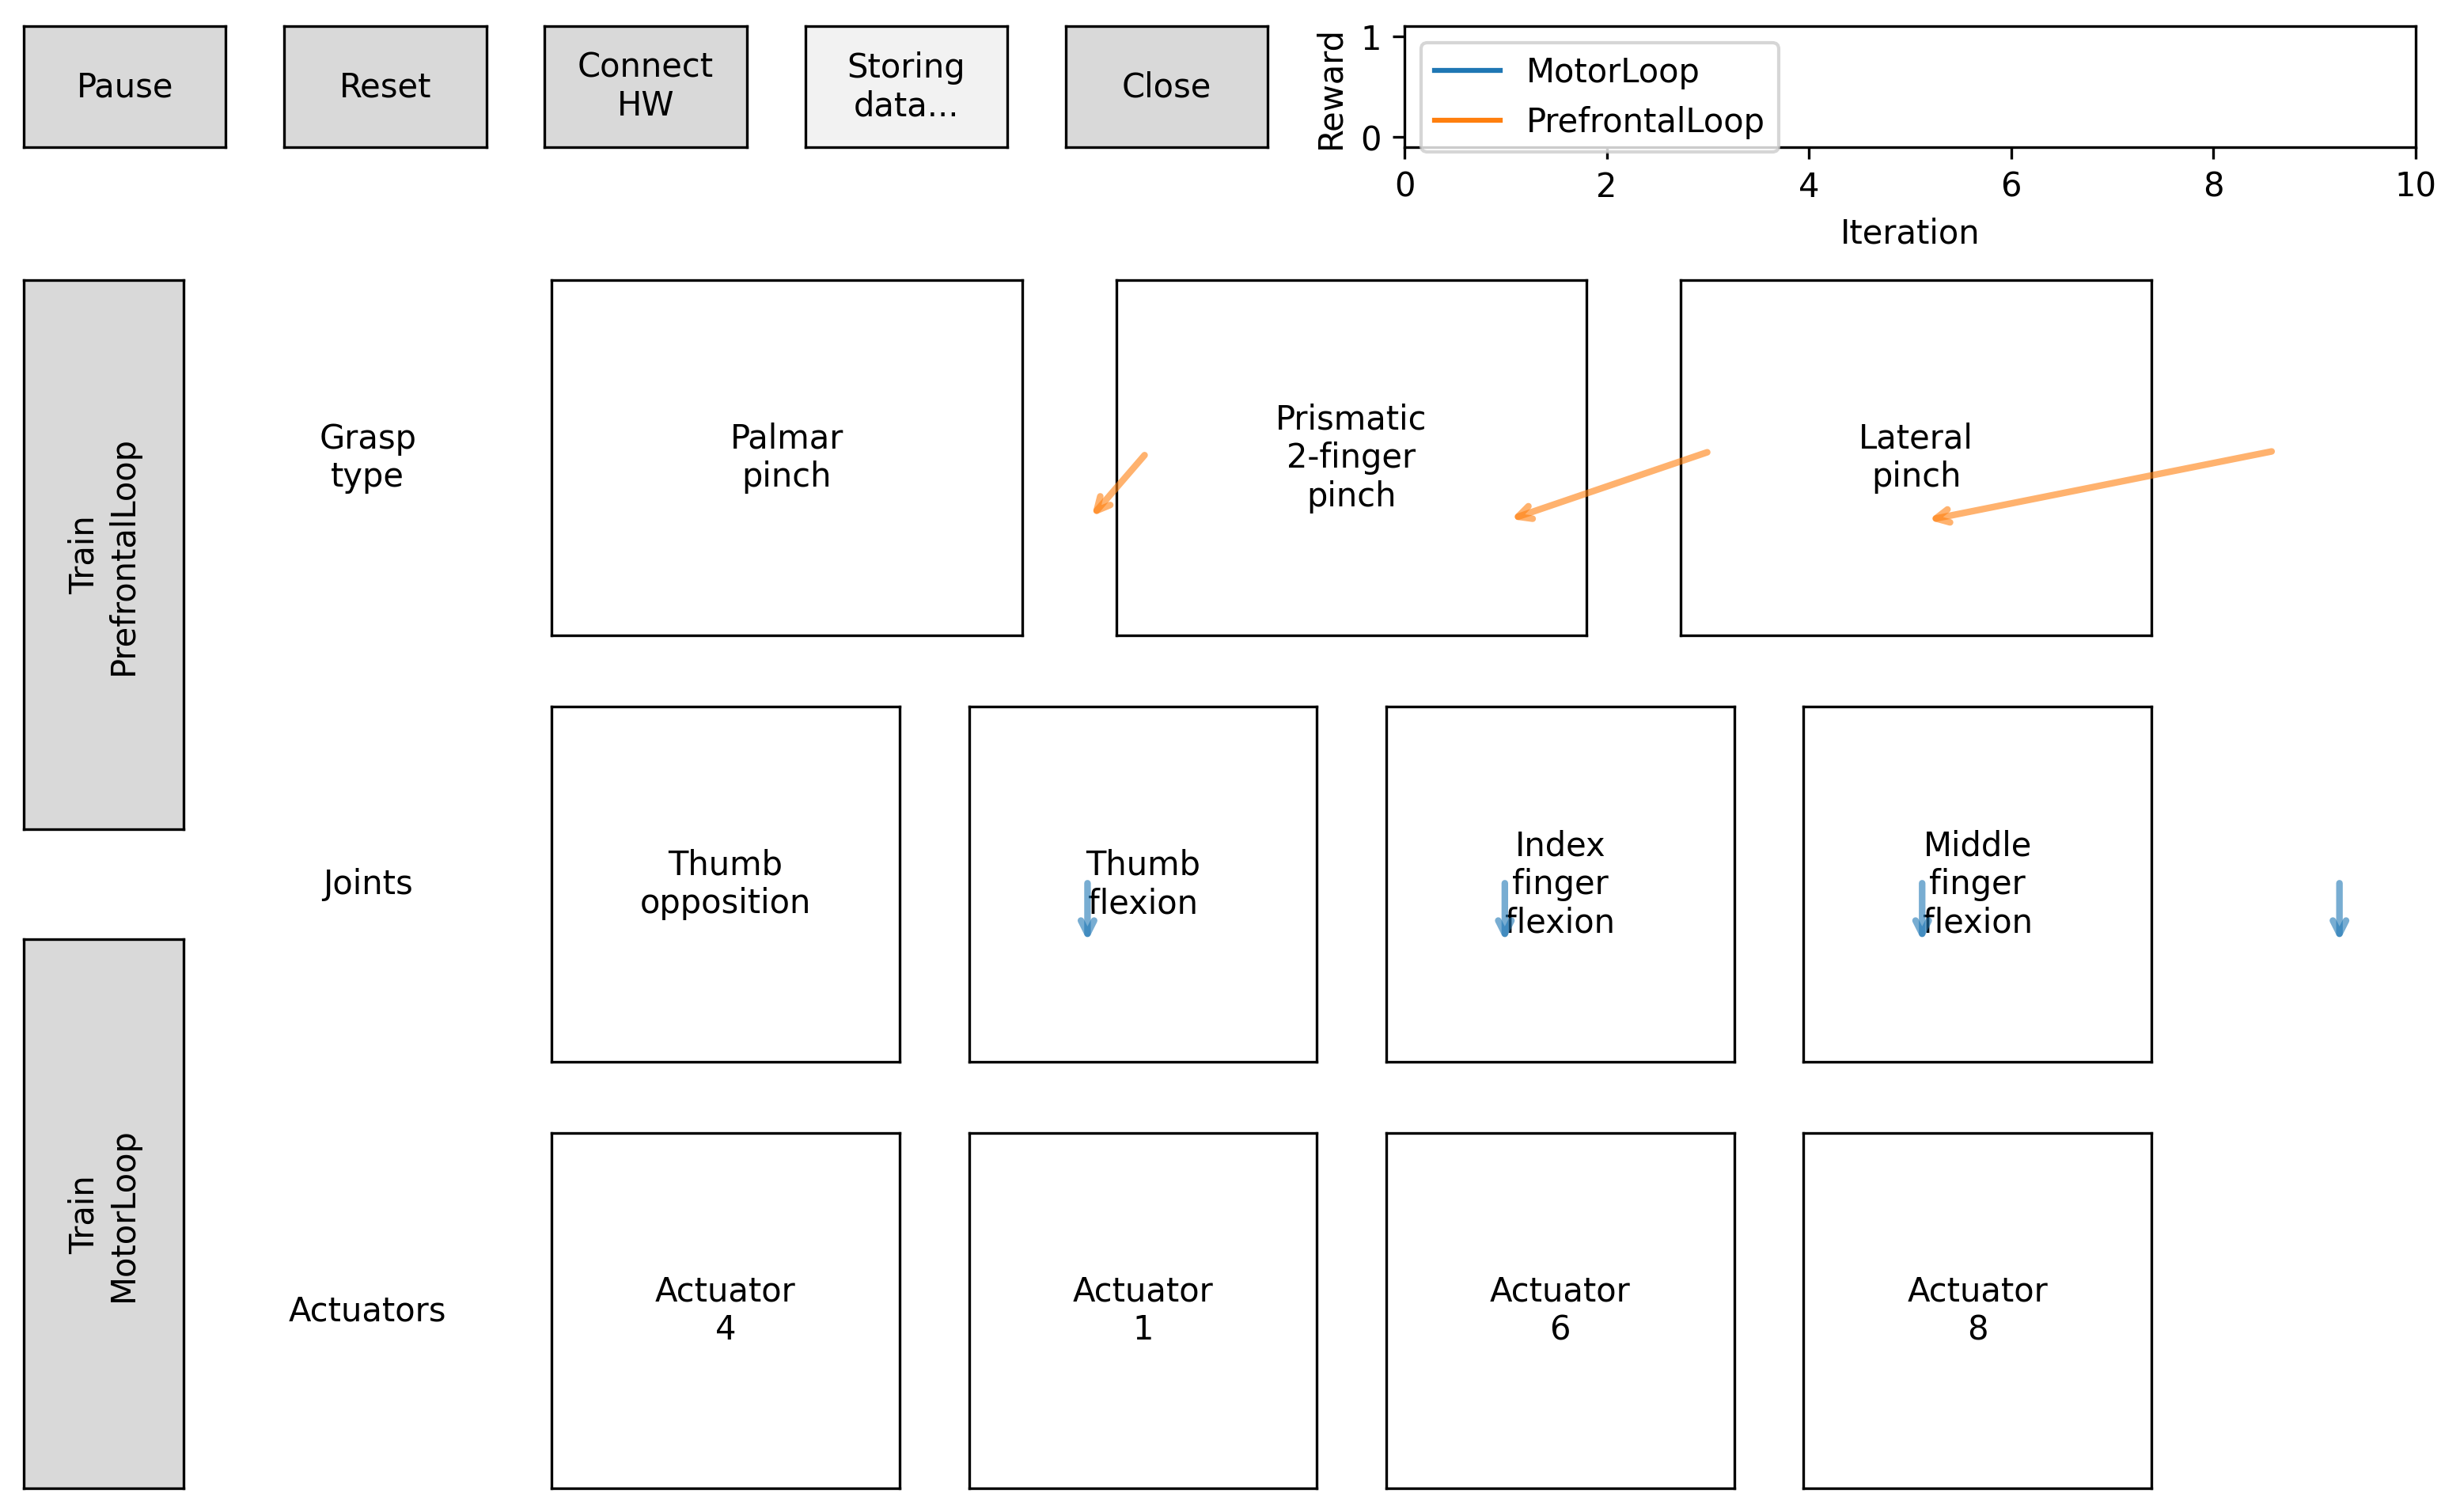 Pause
Reset
Connect
HW
Storing
data...
Close
Reward
1
0
MotorLoop
PrefrontalLoop
0
2
4
6
8
10
Iteration
Train
PrefrontalLoop
Grasp
type
Palmar
pinch
Prismatic
2-finger
pinch
Lateral
pinch
Joints
Thumb
opposition
Thumb
flexion
Index
finger
flexion
Middle
finger
flexion
Train
MotorLoop
Actuators
Actuator
4
Actuator
1
Actuator
6
Actuator
8